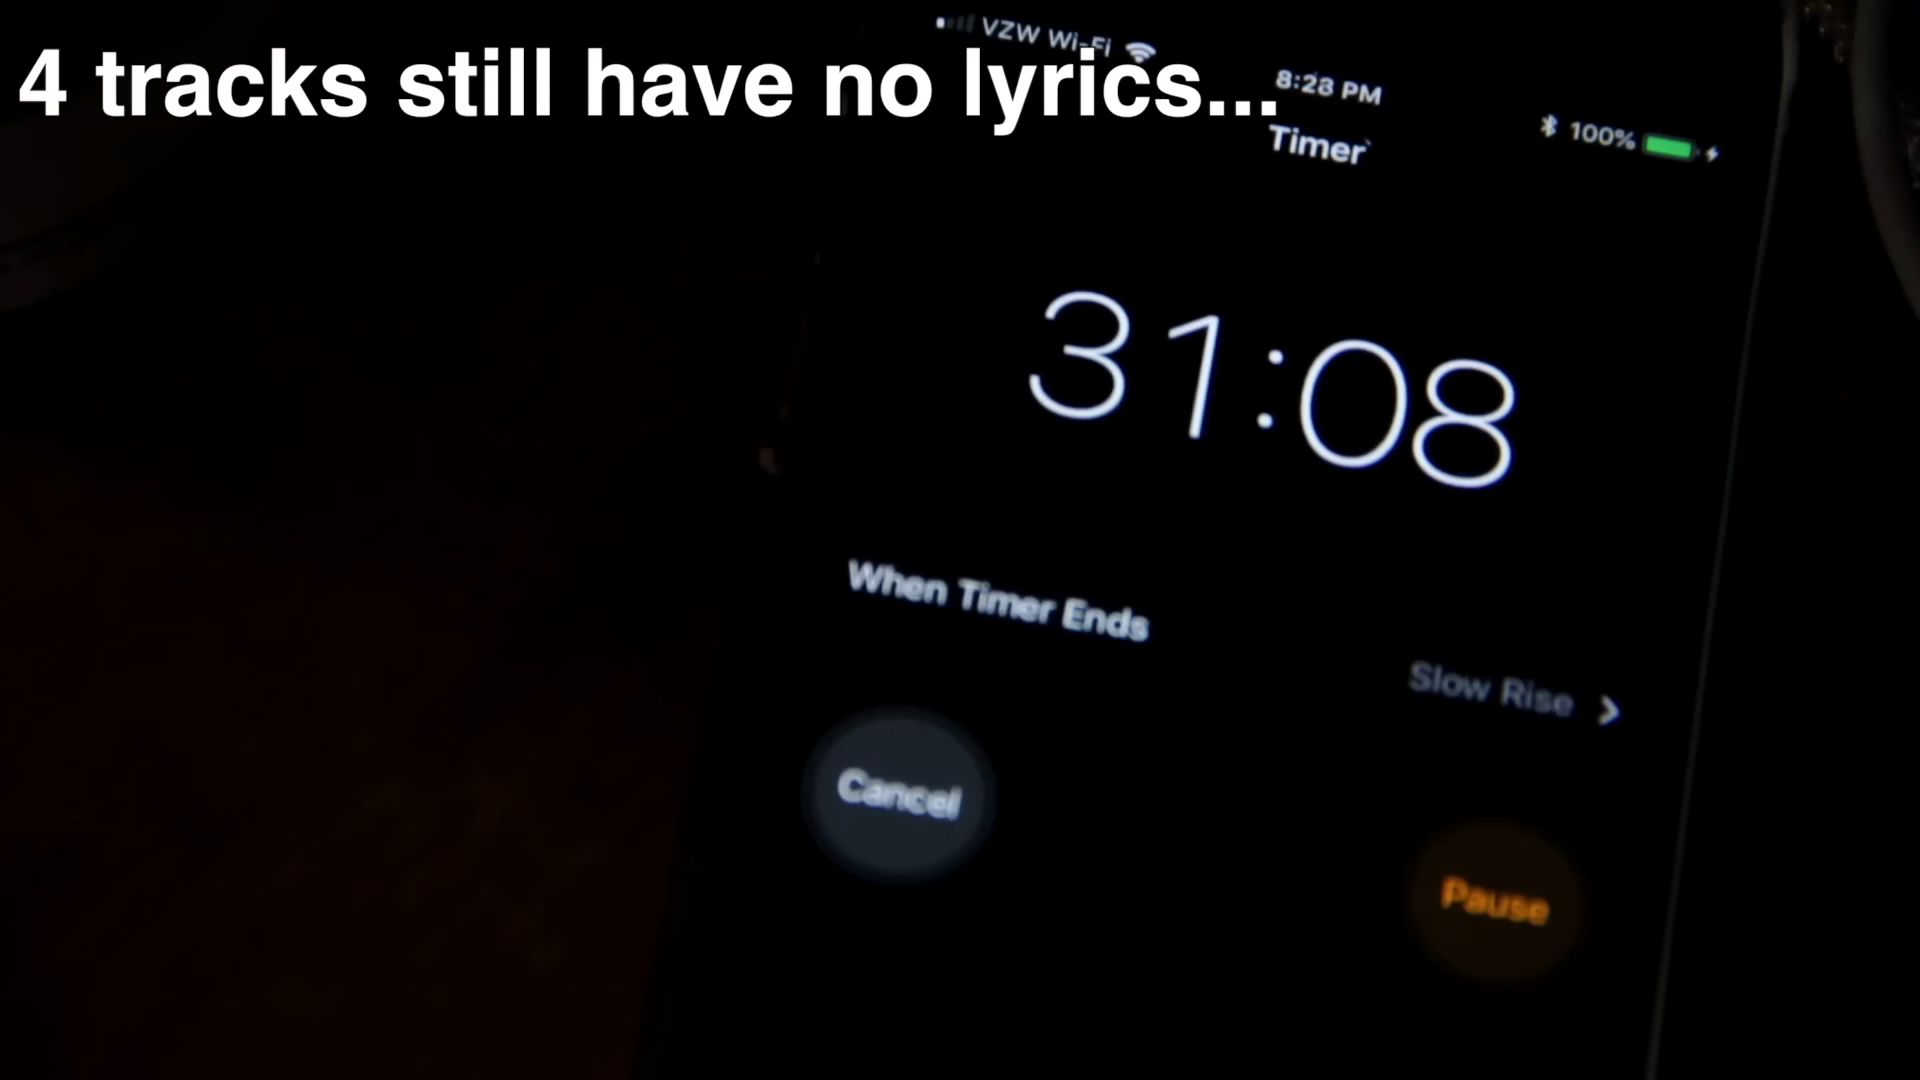 4 tracks still have no lyrics...
VZW Wi-Fi
8:28 PM
100%
Timer
31:08
When Timer Ends
Slow Rise
Cancel
Pause